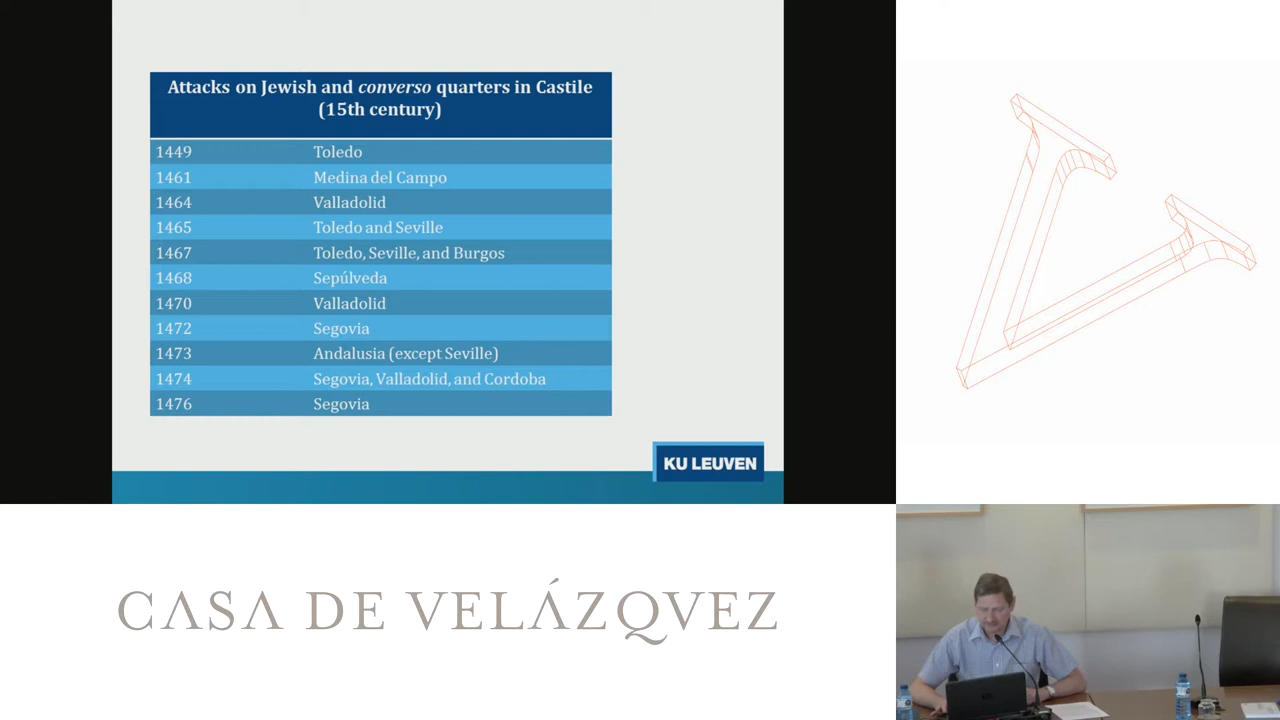 Attacks on Jewish and converso quarters in Castile
(15th century)
1449 Toledo
1461 Medina del Campo
1464 Valladolid
1465 Toledo and Seville
1467 Toledo, Seville, and Burgos
1468 Sepúlveda
1470 Valladolid
1472 Segovia
1473 Andalusia (except Seville)
1474 Segovia, Valladolid, and Cordoba
1476 Segovia
KU LEUVEN
CASA DE VELÁZQVEZ